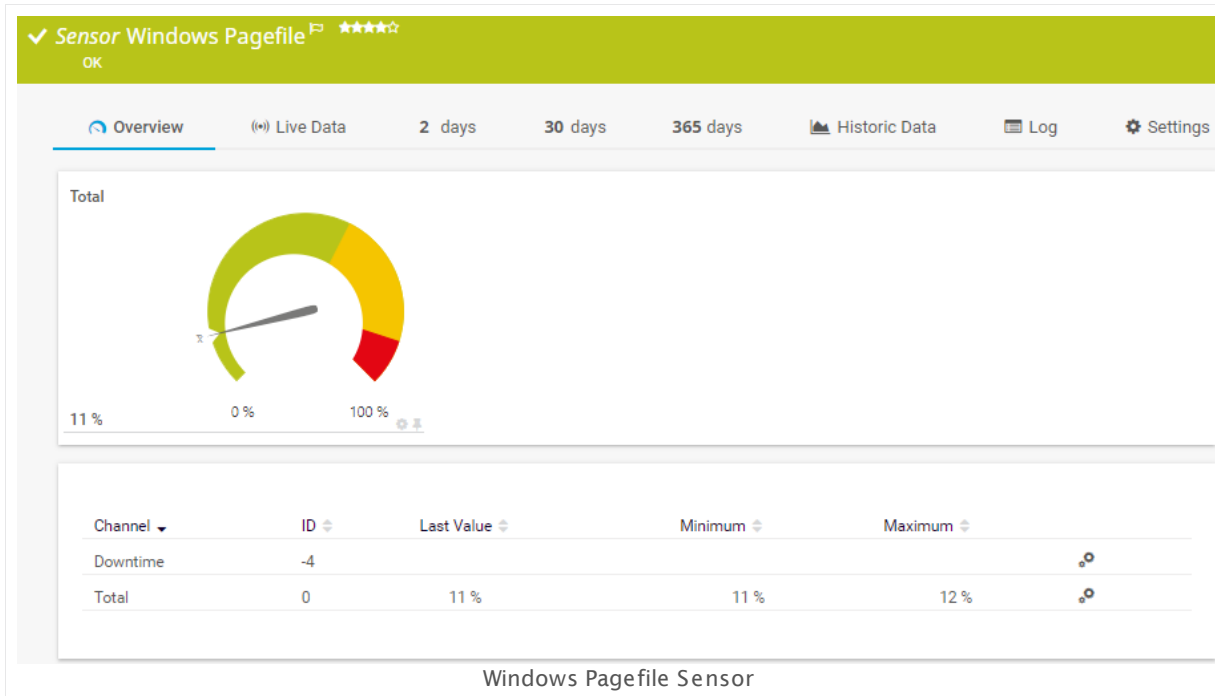 Sensor Windows Pagefile
OK
Overview Live Data 2 days 30 days 365 days Historic Data Log Settings
Total
0 % 100 %
11 %
Channel ID Last Value Minimum Maximum
Downtime -4
Total 0 11 % 11 % 12 %
Windows Pagefile Sensor